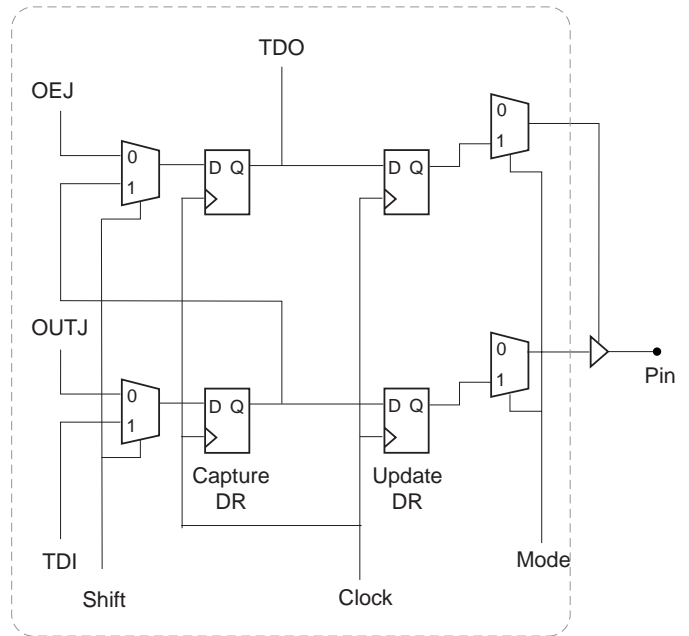 TDO
OEJ
0
1
D Q
D Q
0
1
OUTJ
0
1
D Q
D Q
0
1
Pin
Capture
DR
Update
DR
TDI
Shift
Clock
Mode